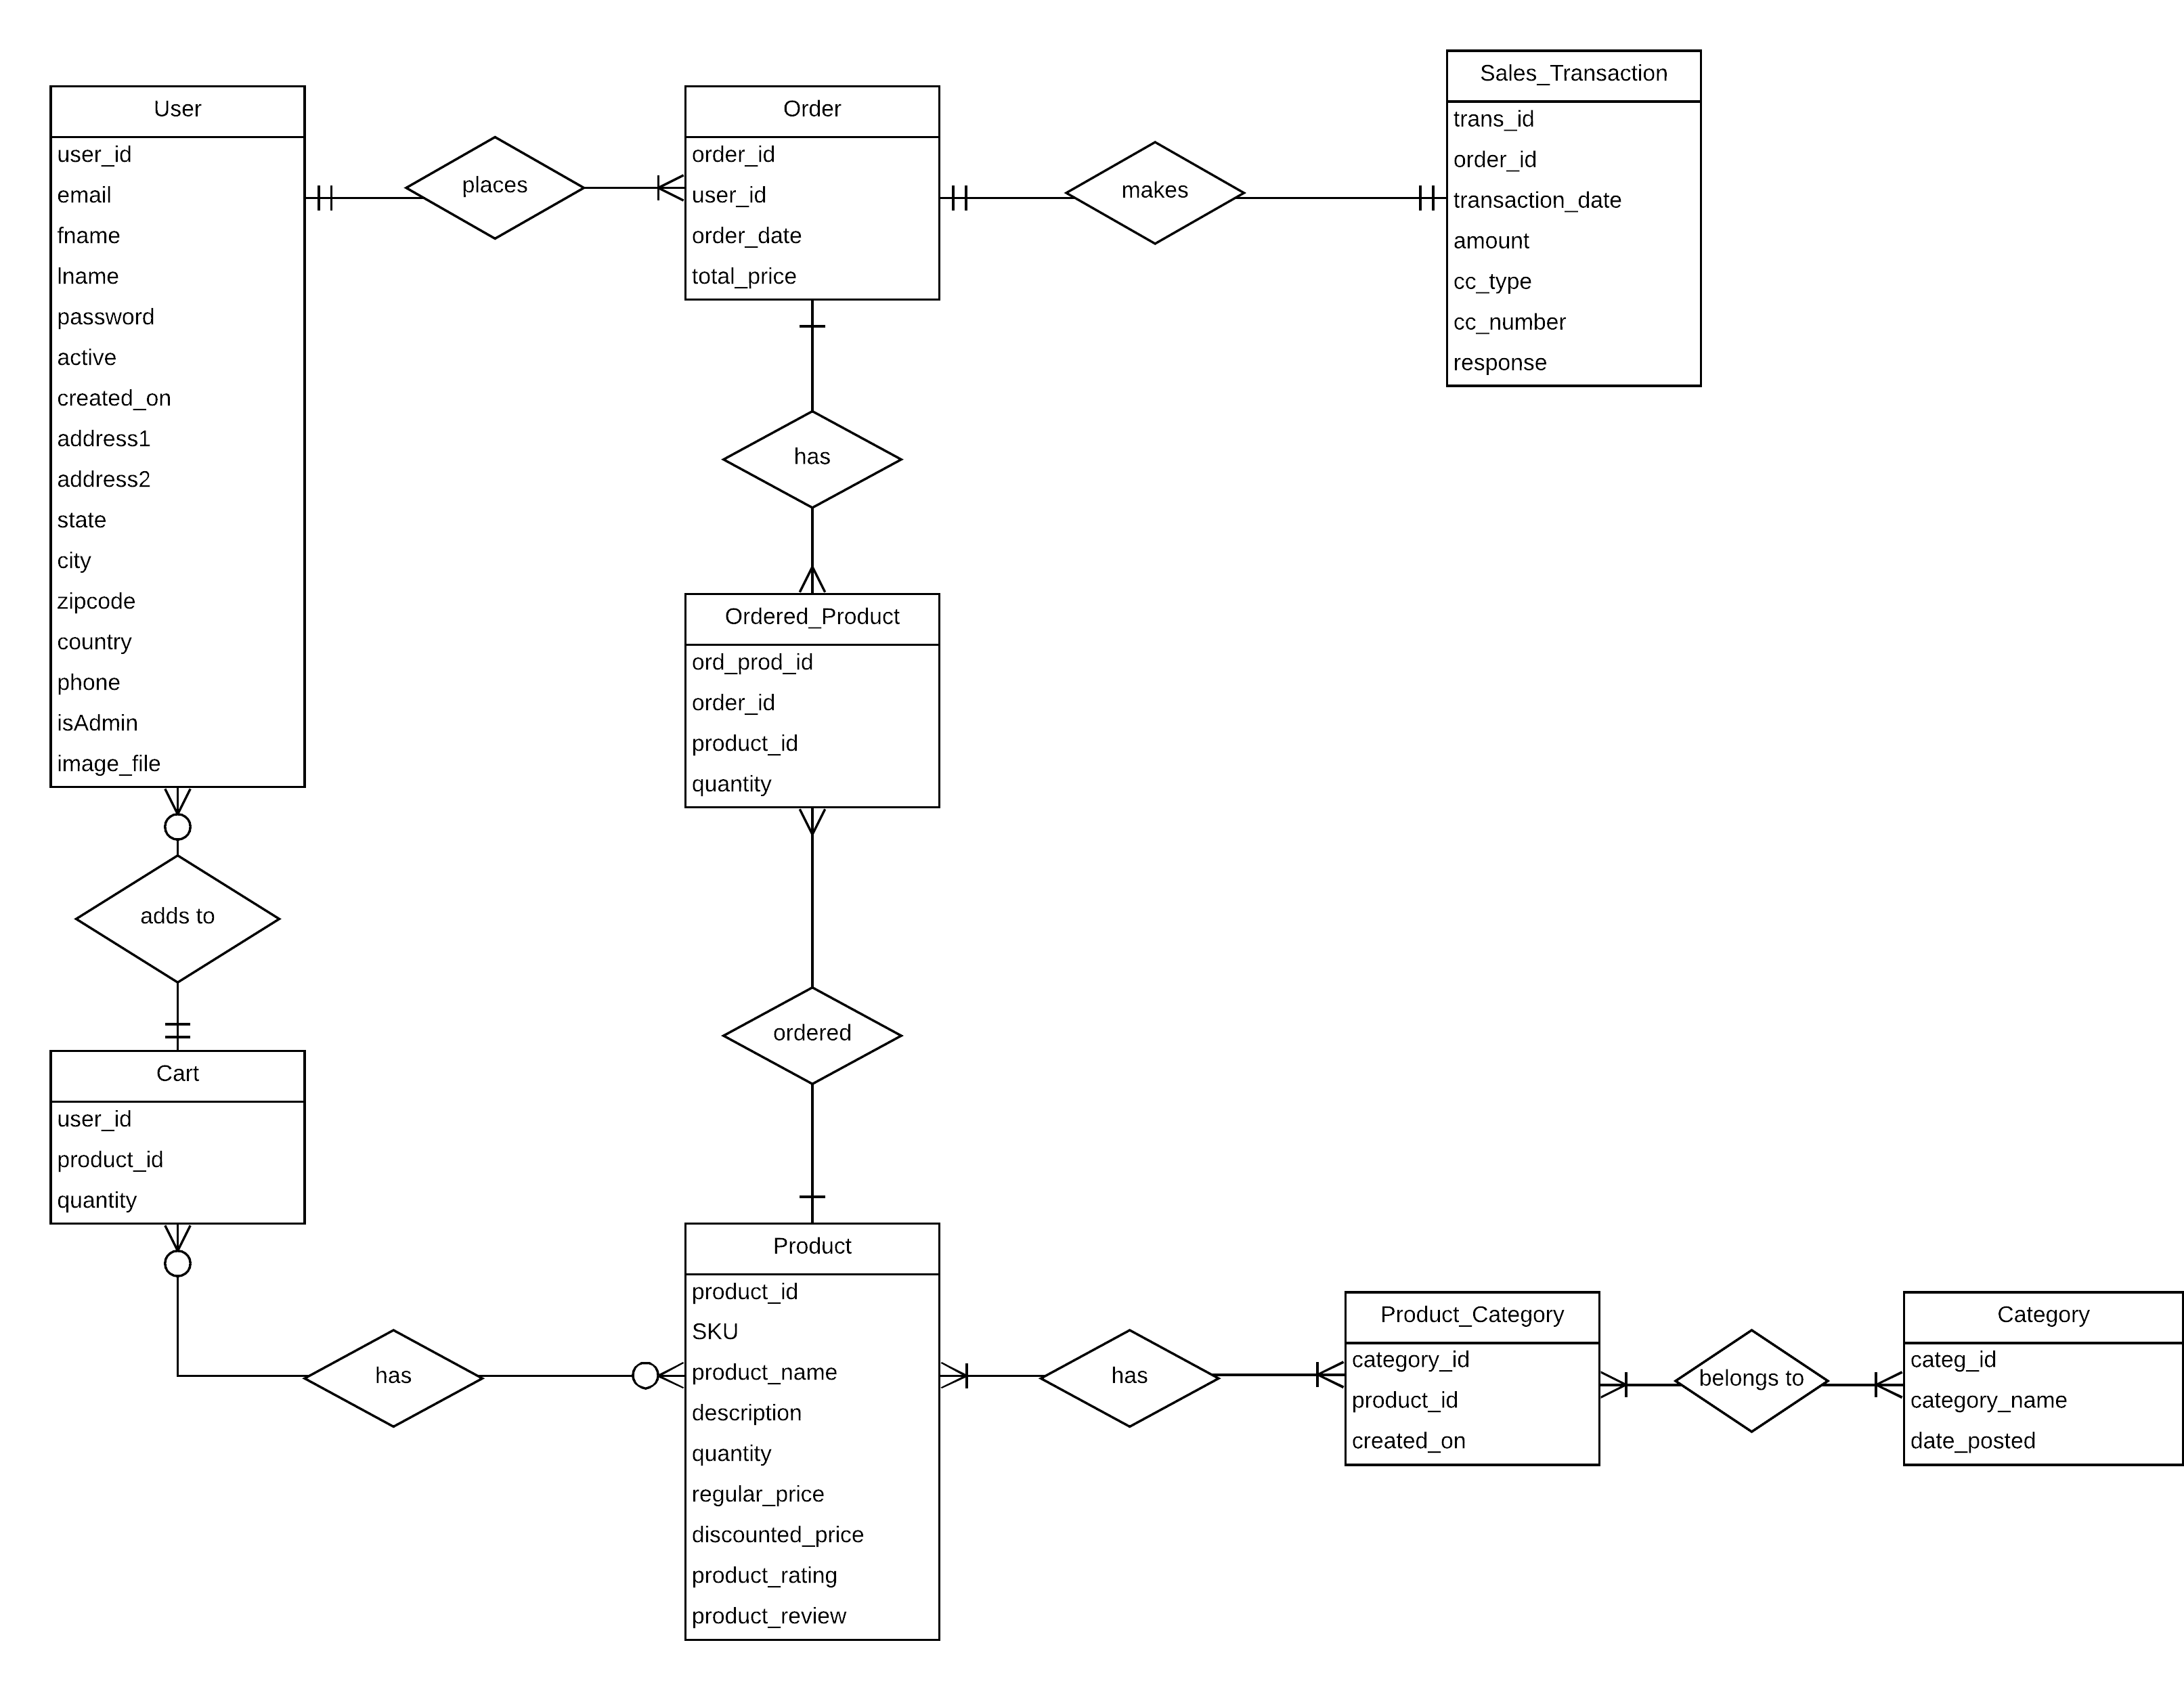 User
user_id
email
fname
lname
password
active
created_on
address1
address2
state
city
zipcode
country
phone
isAdmin
image_file
places
Order
order_id
user_id
order_date
total_price
makes
Sales_Transaction
trans_id
order_id
transaction_date
amount
cc_type
cc_number
response
has
Ordered_Product
ord_prod_id
order_id
product_id
quantity
adds to
ordered
Cart
user_id
product_id
quantity
has
Product
product_id
SKU
product_name
description
quantity
regular_price
discounted_price
product_rating
product_review
has
Product_Category
category_id
product_id
created_on
belongs to
Category
categ_id
category_name
date_posted